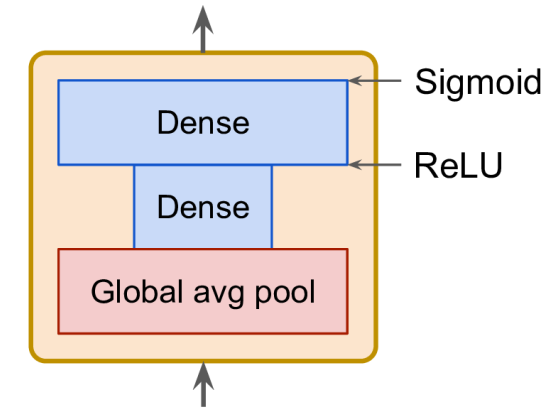 Sigmoid
Dense
ReLU
Dense
Global avg pool